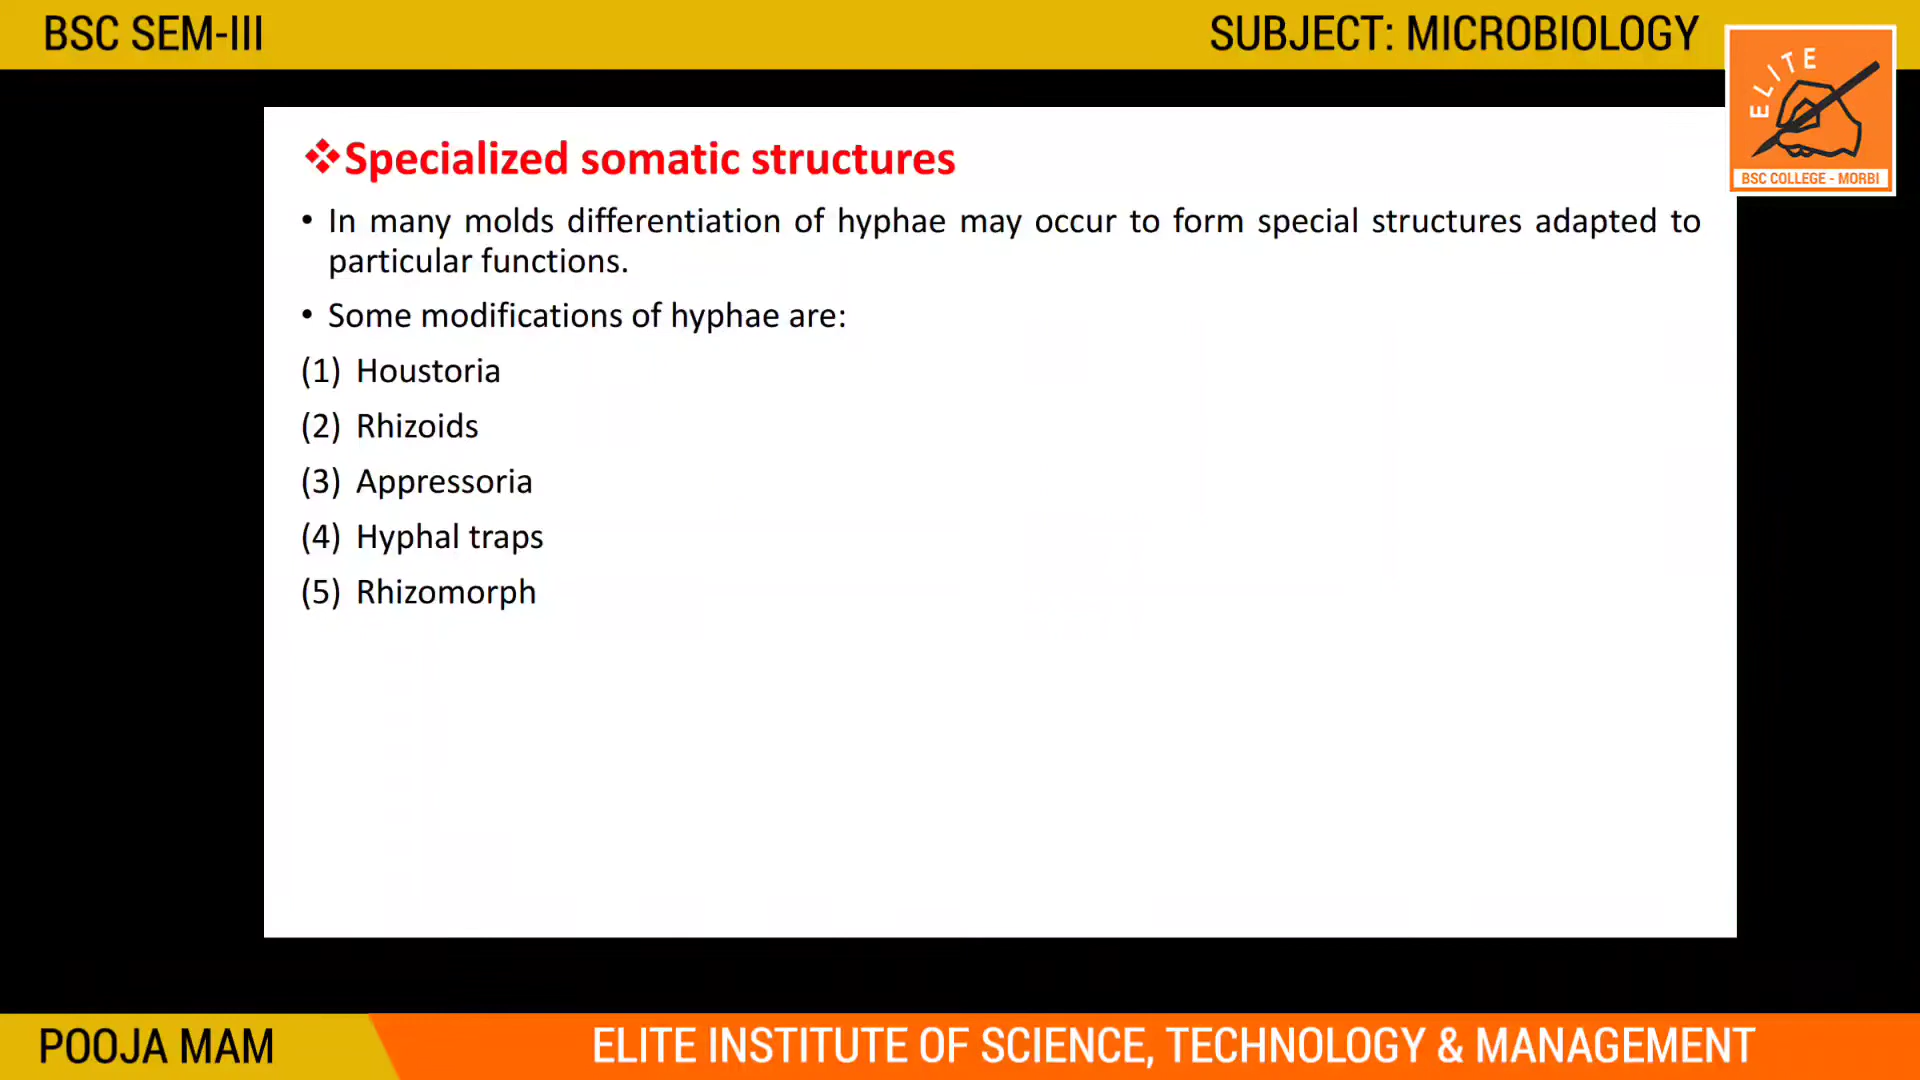 BSC SEM-III
SUBJECT: MICROBIOLOGY
ELITE
BSC COLLEGE - MORBI
❖Specialized somatic structures
• In many molds differentiation of hyphae may occur to form special structures adapted to
particular functions.
• Some modifications of hyphae are:
(1) Houstoria
(2) Rhizoids
(3) Appressoria
(4) Hyphal traps
(5) Rhizomorph
POOJA MAM
ELITE INSTITUTE OF SCIENCE, TECHNOLOGY & MANAGEMENT